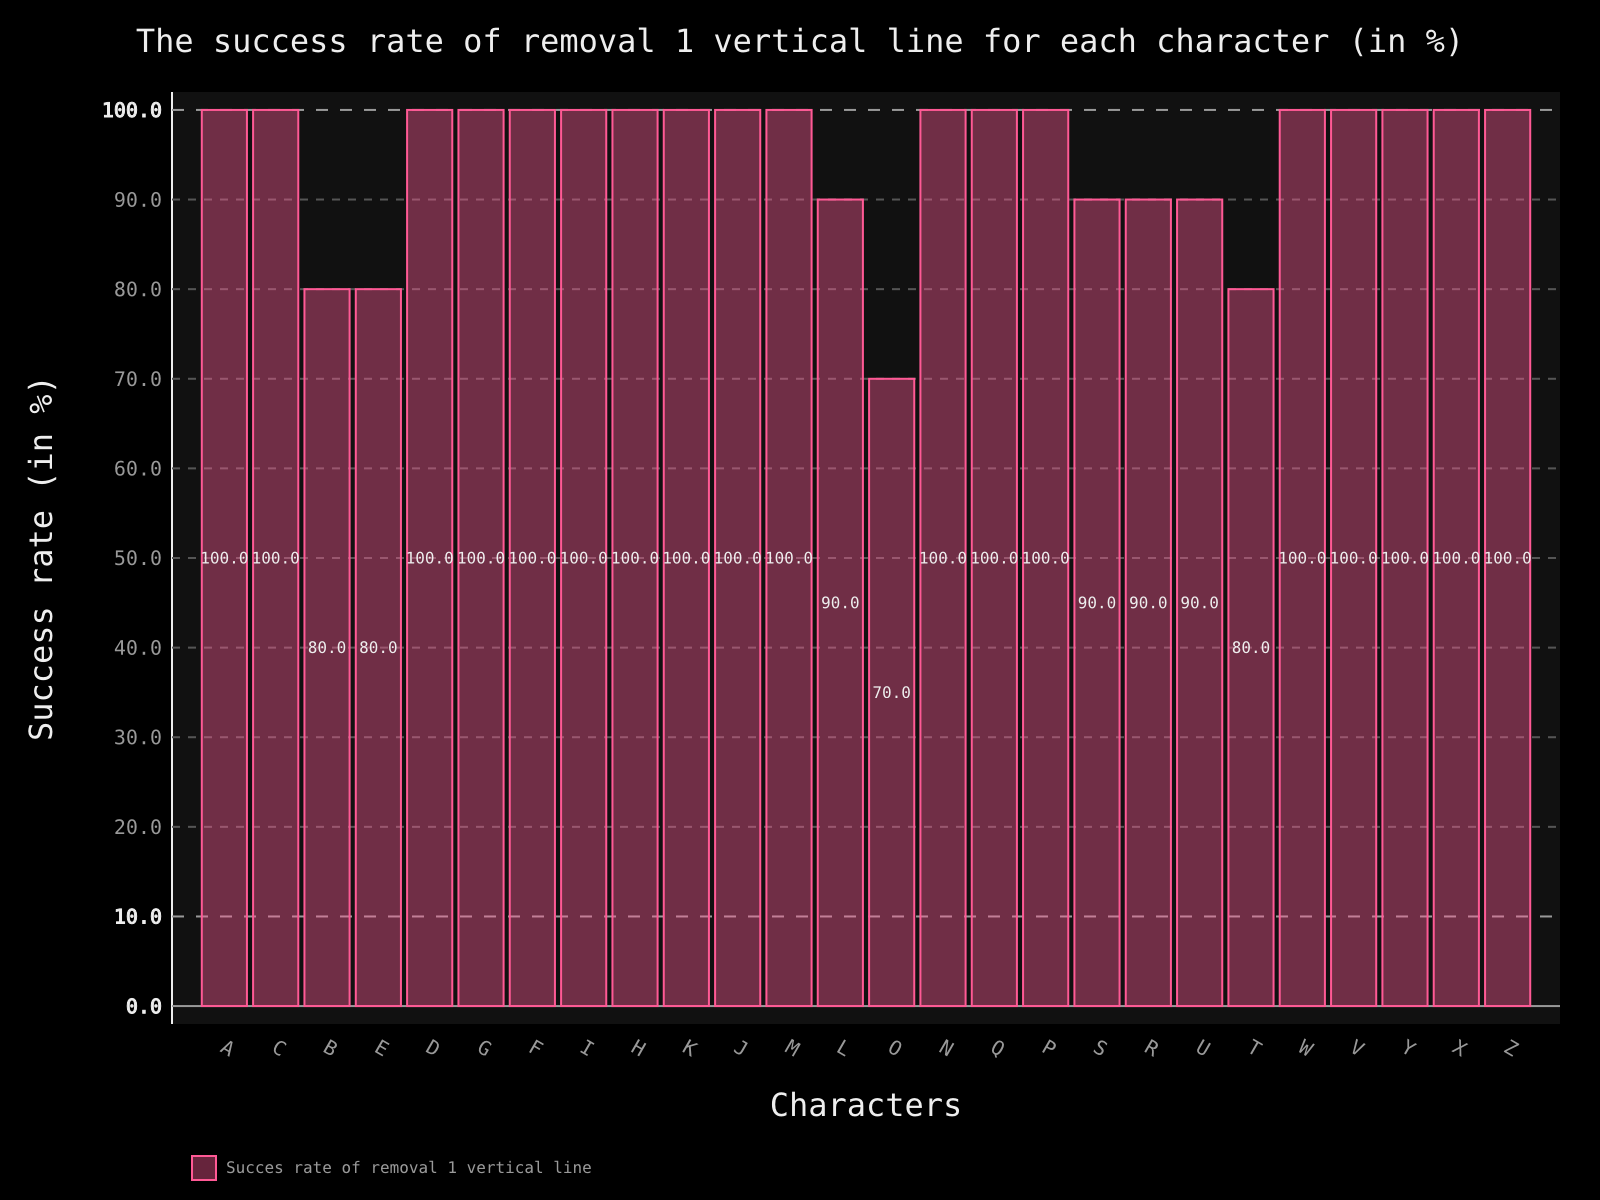 The success rate of removal 1 vertical line for each character (in %)
Success rate (in %)
100.0
90.0
80.0
70.0
60.0
50.0
40.0
30.0
20.0
10.0
0.0
100.0 100.0 80.0 80.0 100.0 100.0 100.0 100.0 100.0 100.0 100.0 100.0 90.0 70.0 100.0 100.0 100.0 90.0 90.0 90.0 80.0 100.0 100.0 100.0 100.0 100.0
A C B E D G F I H K J M L O N Q P S R U T W V Y X Z
Characters
Succes rate of removal 1 vertical line